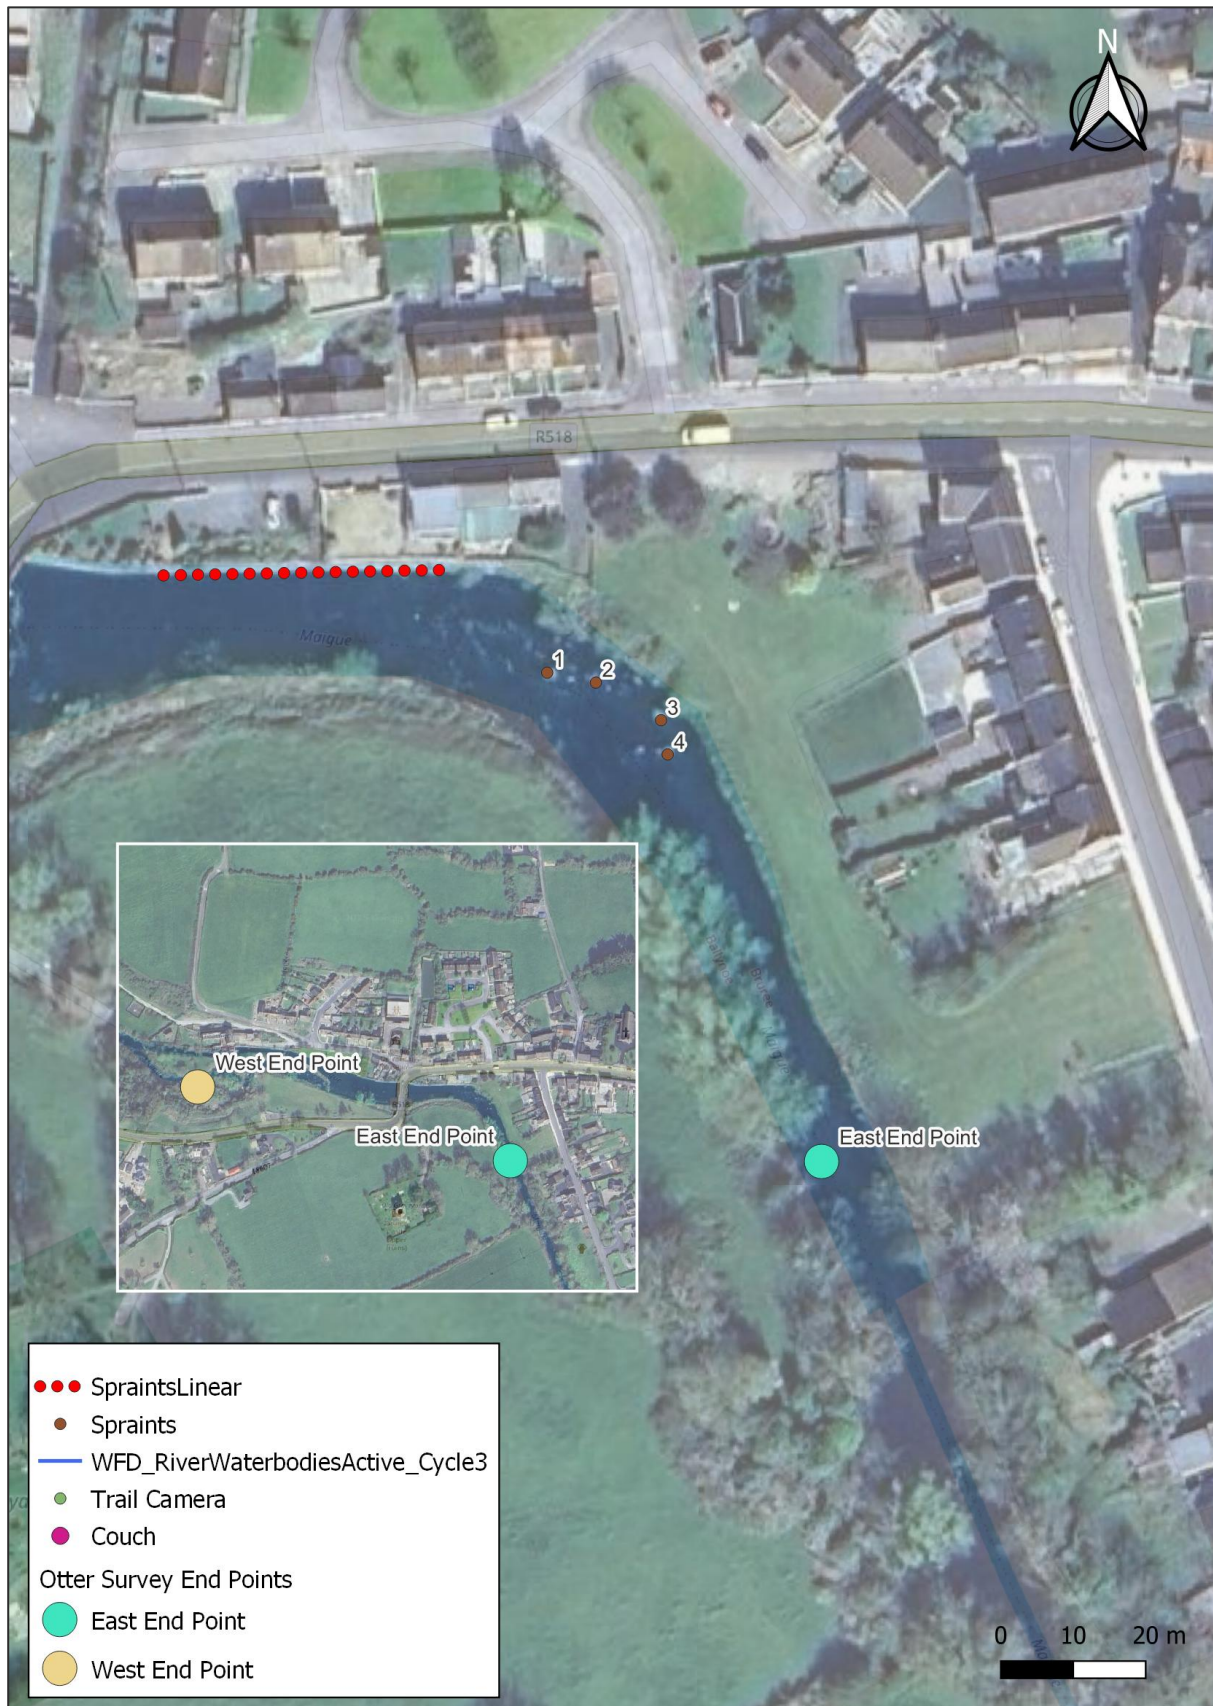 N
R518
Maigue
1
2
3
4
West End Point
East End Point
East End Point
SpraintsLinear
Spraints
WFD_RiverWaterbodiesActive_Cycle3
Trail Camera
Couch
Otter Survey End Points
East End Point
West End Point
0 10 20 m